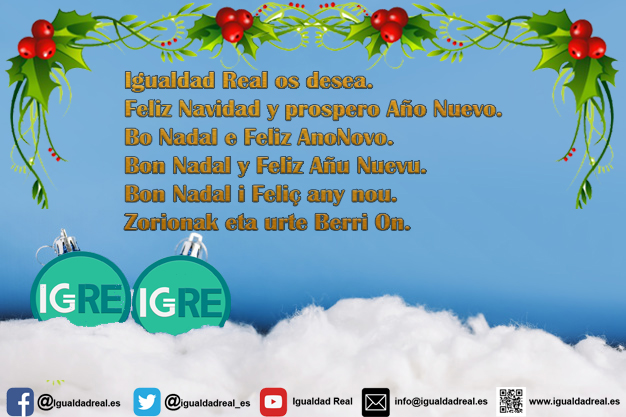 Igualdad Real os desea.
Feliz Navidad y prospero Año Nuevo.
Bo Nadal e Feliz AnoNovo.
Bon Nadal y Feliz Añu Nuevu.
Bon Nadal i Feliç any nou.
Zorionak eta urte Berri On.
IGRE IGRE
@igualdadreal.es @igualdadreal_es Igualdad Real info@igualdadreal.es www.igualdadreal.es